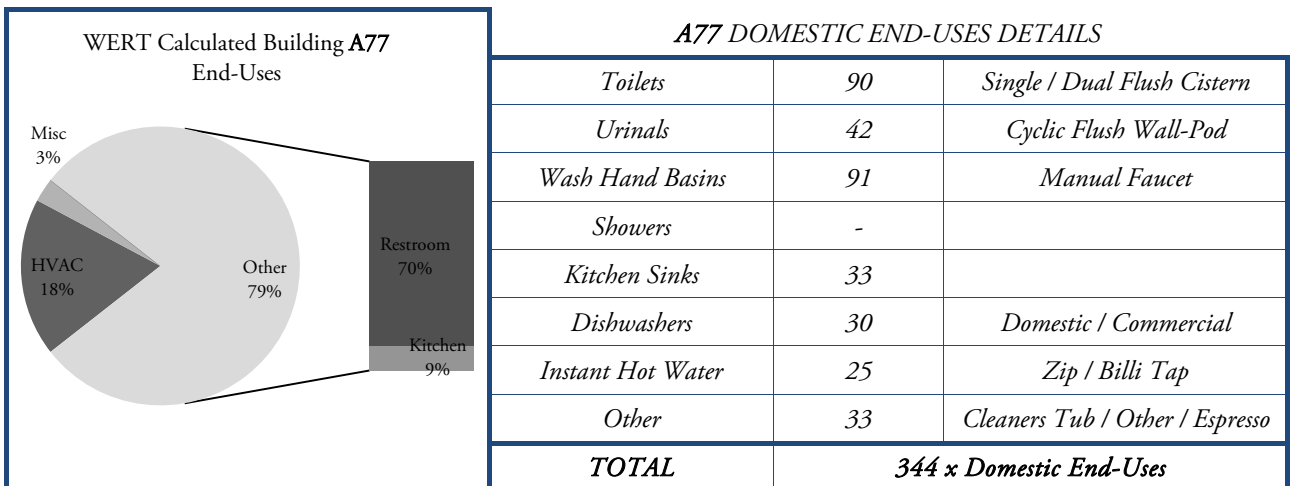 WERT Calculated Building A77
End-Uses
Misc
3%
HVAC
18%
Other
79%
Restroom
70%
Kitchen
9%
A77 DOMESTIC END-USES DETAILS
Toilets 90 Single / Dual Flush Cistern
Urinals 42 Cyclic Flush Wall-Pod
Wash Hand Basins 91 Manual Faucet
Showers -
Kitchen Sinks 33
Dishwashers 30 Domestic / Commercial
Instant Hot Water 25 Zip / Billi Tap
Other 33 Cleaners Tub / Other / Espresso
TOTAL 344 x Domestic End-Uses